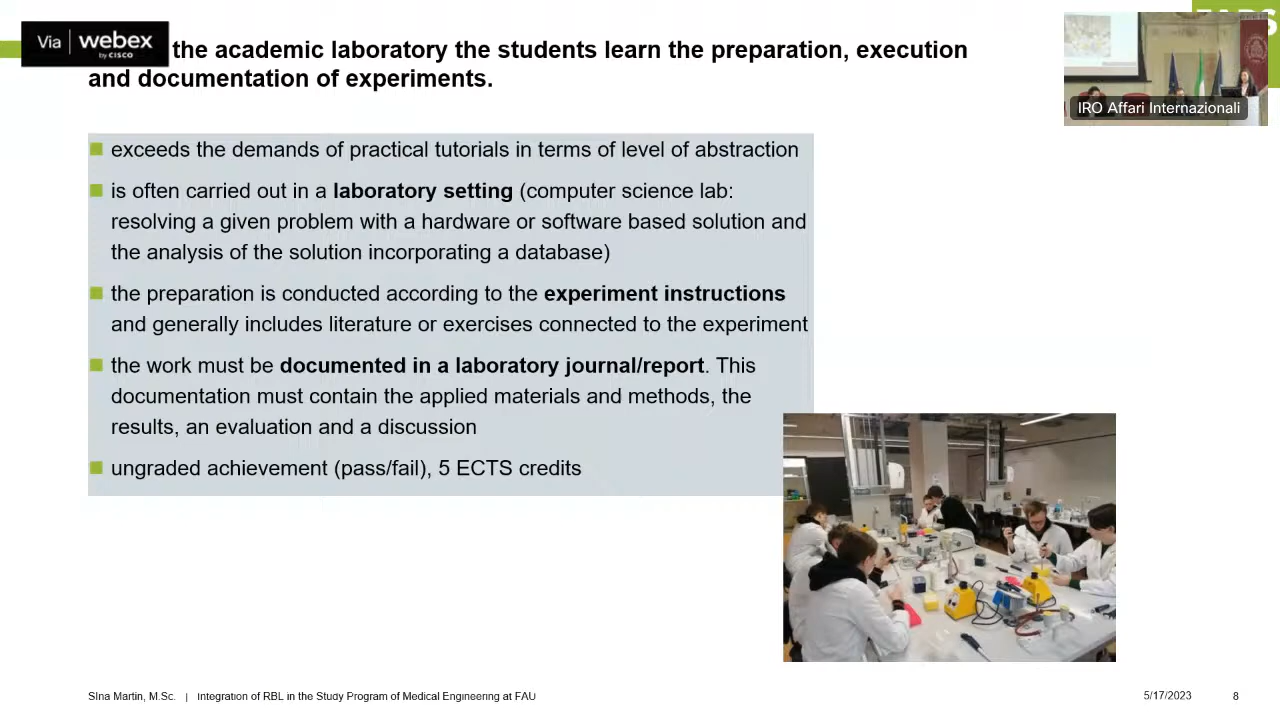 Via webex
by CISCO
the academic laboratory the students learn the preparation, execution
and documentation of experiments.
IRO Affari Internazionali
exceeds the demands of practical tutorials in terms of level of abstraction
is often carried out in a laboratory setting (computer science lab:
resolving a given problem with a hardware or software based solution and
the analysis of the solution incorporating a database)
the preparation is conducted according to the experiment instructions
and generally includes literature or exercises connected to the experiment
the work must be documented in a laboratory journal/report. This
documentation must contain the applied materials and methods, the
results, an evaluation and a discussion
ungraded achievement (pass/fail), 5 ECTS credits
Sina Martin, M.Sc. | Integration of RBL in the Study Program of Medical Engineering at FAU
5/17/2023 8